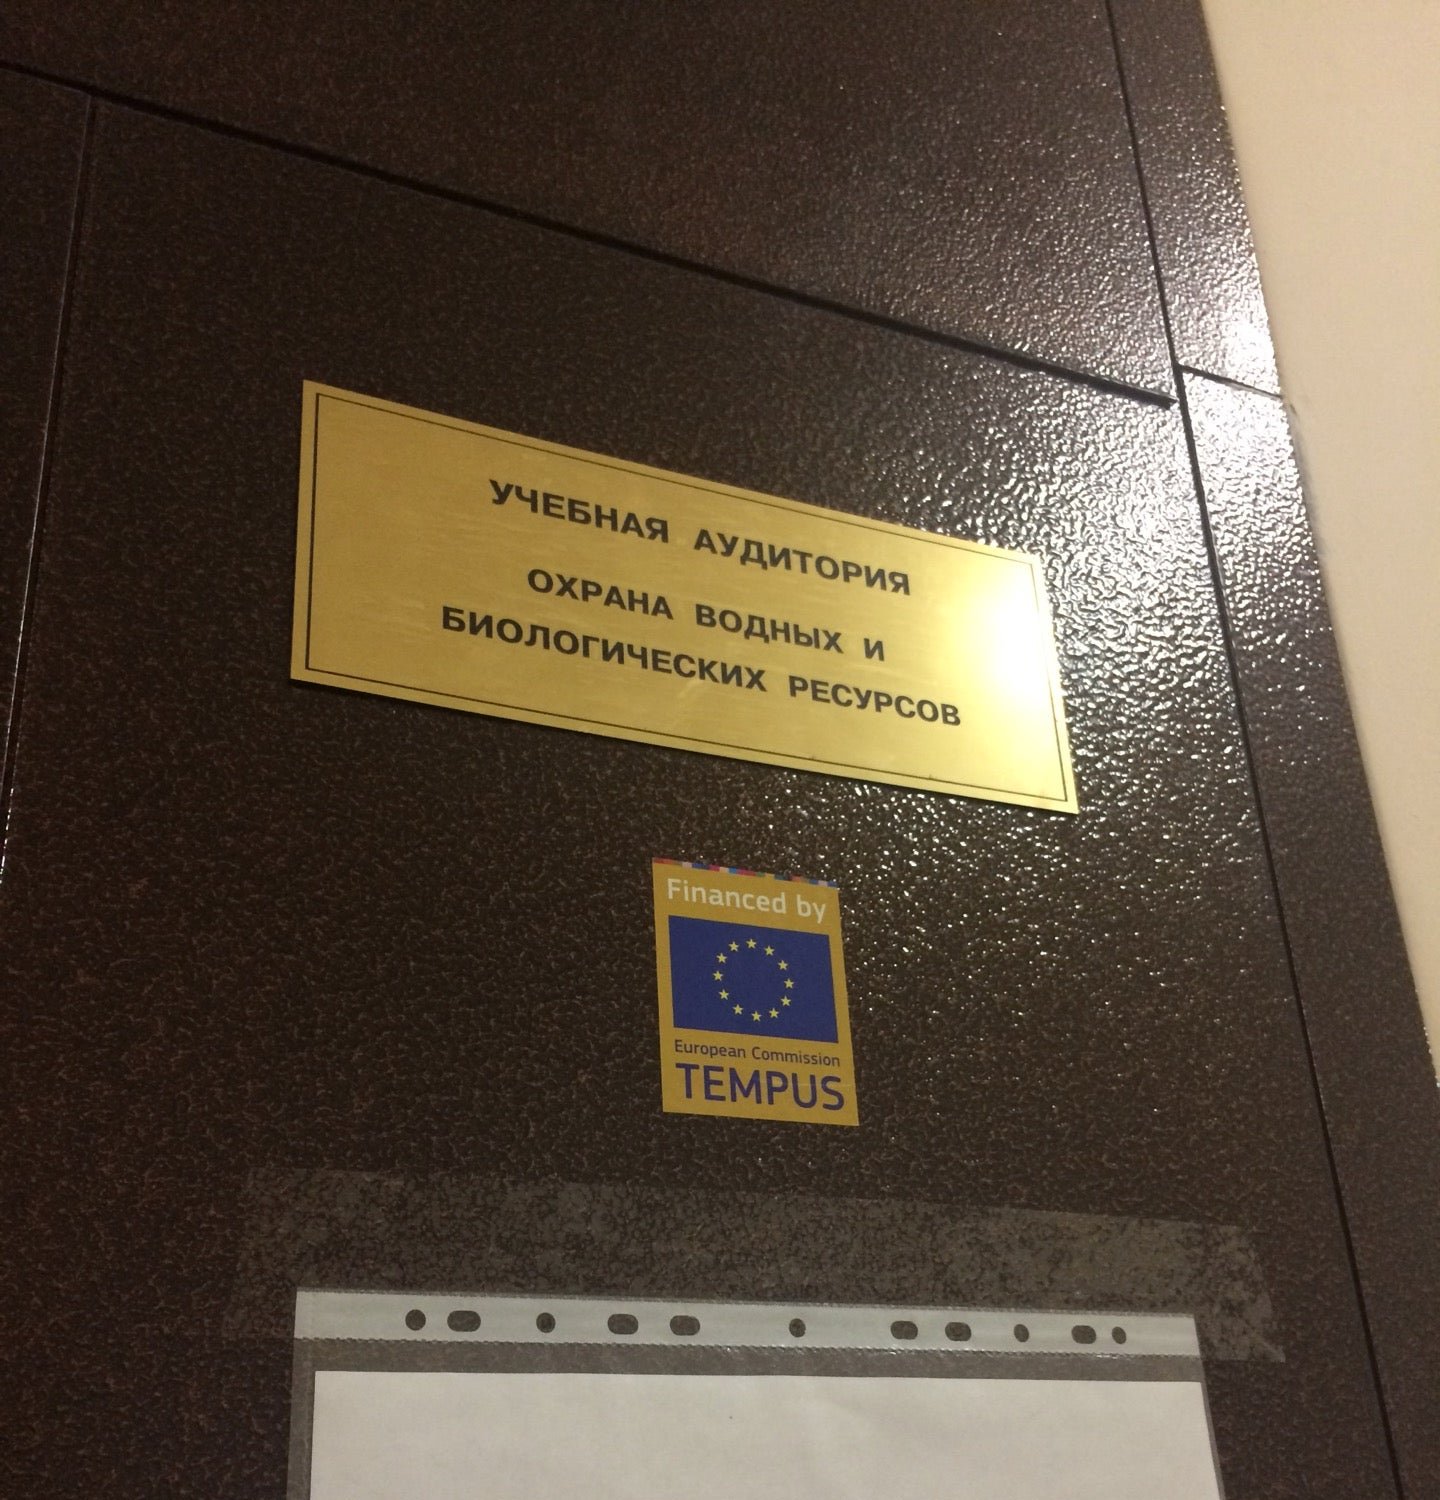 УЧЕБНАЯ АУДИТОРИЯ
ОХРАНА ВОДНЫХ И
БИОЛОГИЧЕСКИХ РЕСУРСОВ
Financed by
European Commission
TEMPUS